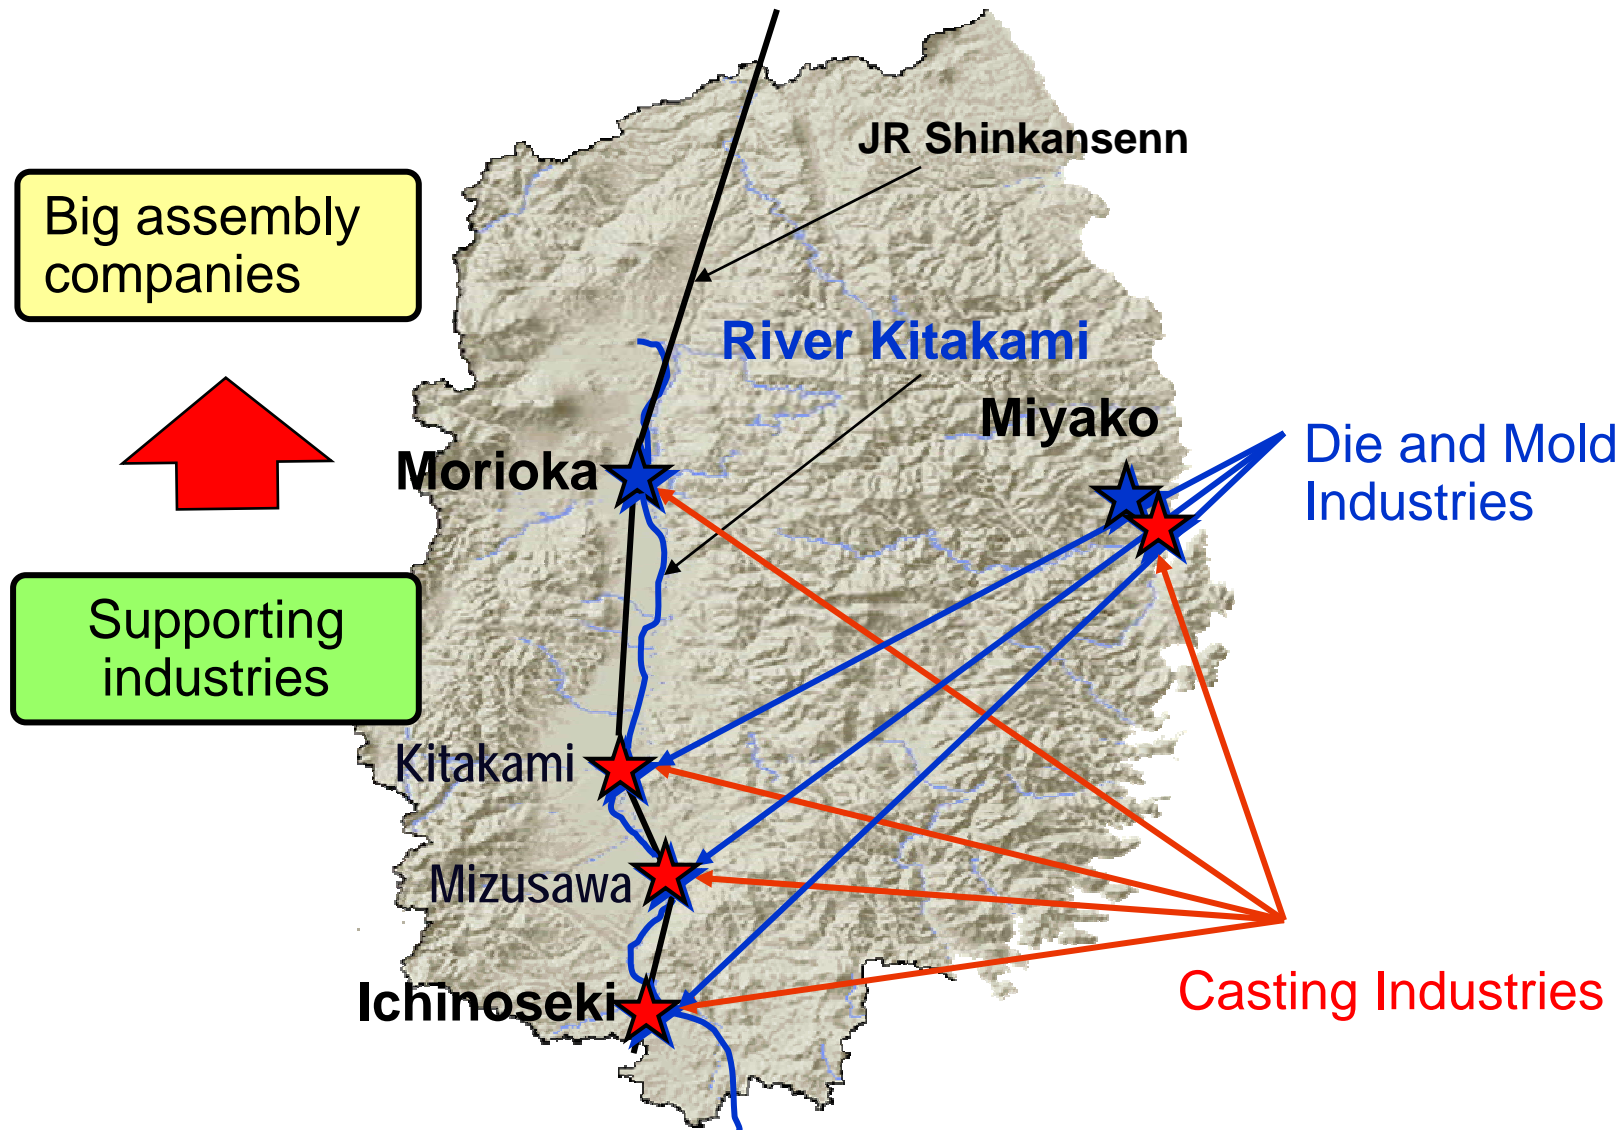 JR Shinkansenn
Big assembly
companies
River Kitakami
Miyako
Die and Mold
Industries
Morioka
Supporting
industries
Kitakami
Mizusawa
Ichinoseki
Casting Industries